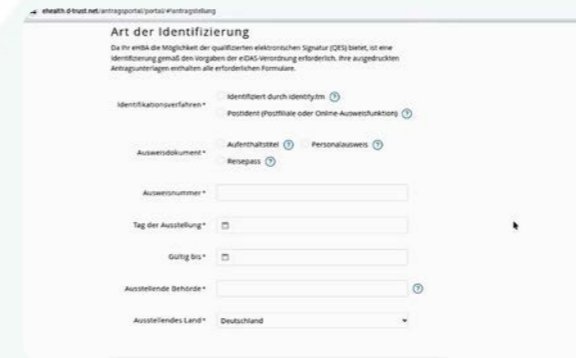 ehealth.d-trust.net/antragsportal/portal/#!antragstellung
Art der Identifizierung
Da Ihr eHBA die Möglichkeit der qualifizierten elektronischen Signatur (QES) bietet, ist eine
Identifizierung gemäß den Vorgaben der eIDAS-Verordnung erforderlich. Ihre ausgedruckten
Antragsunterlagen enthalten alle erforderlichen Formulare.
Identifikationsverfahren *
Identifiziert durch identity.tm ?
Postident (Postfiliale oder Online-Ausweisfunktion) ?
Ausweisdokument *
Aufenthaltstitel ? Personalausweis ?
Reisepass ?
Ausweisnummer *
Tag der Ausstellung *
Gültig bis *
Ausstellende Behörde * ?
Ausstellendes Land * Deutschland